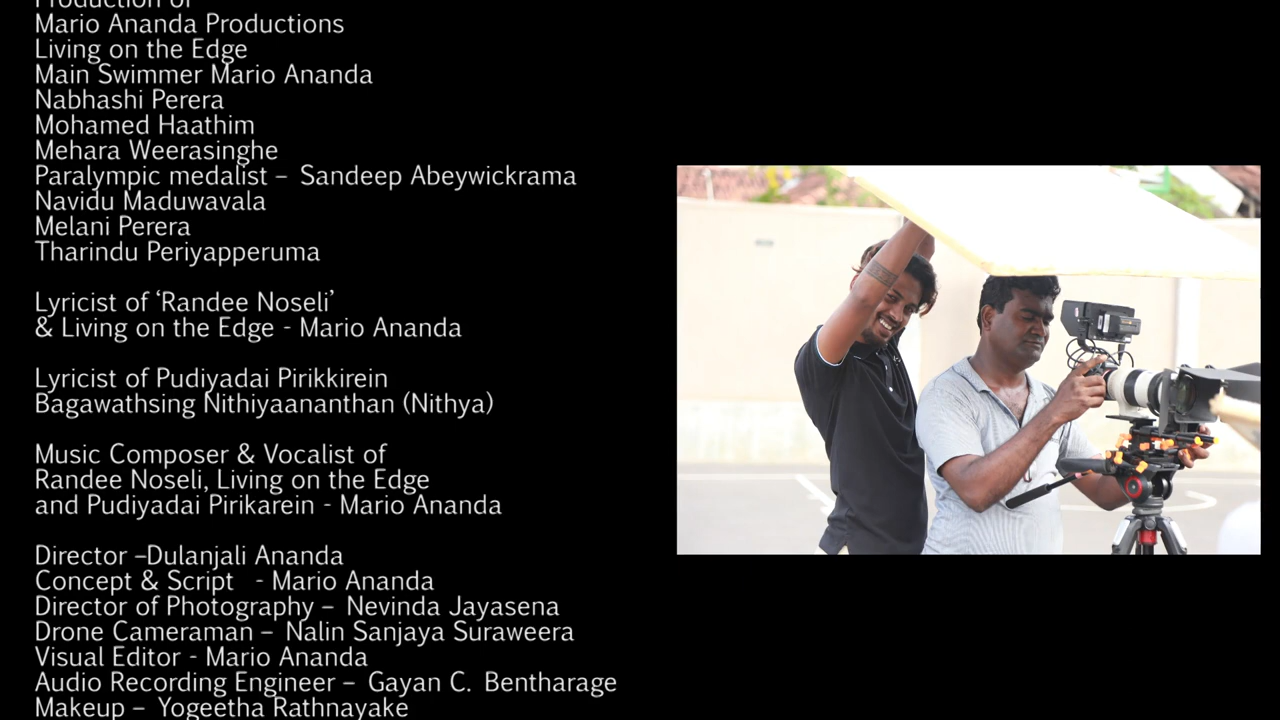 Production of
Mario Ananda Productions
Living on the Edge
Main Swimmer Mario Ananda
Nabhashi Perera
Mohamed Haathim
Mehara Weerasinghe
Paralympic medalist – Sandeep Abeywickrama
Navidu Maduwavala
Melani Perera
Tharindu Periyapperuma
Lyricist of ‘Randee Noseli’
& Living on the Edge - Mario Ananda
Lyricist of Pudiyadai Pirikkirein
Bagawathsing Nithiyaananthan (Nithya)
Music Composer & Vocalist of
Randee Noseli, Living on the Edge
and Pudiyadai Pirikarein - Mario Ananda
Director –Dulanjali Ananda
Concept & Script - Mario Ananda
Director of Photography – Nevinda Jayasena
Drone Cameraman – Nalin Sanjaya Suraweera
Visual Editor - Mario Ananda
Audio Recording Engineer – Gayan C. Bentharage
Makeup – Yogeetha Rathnayake